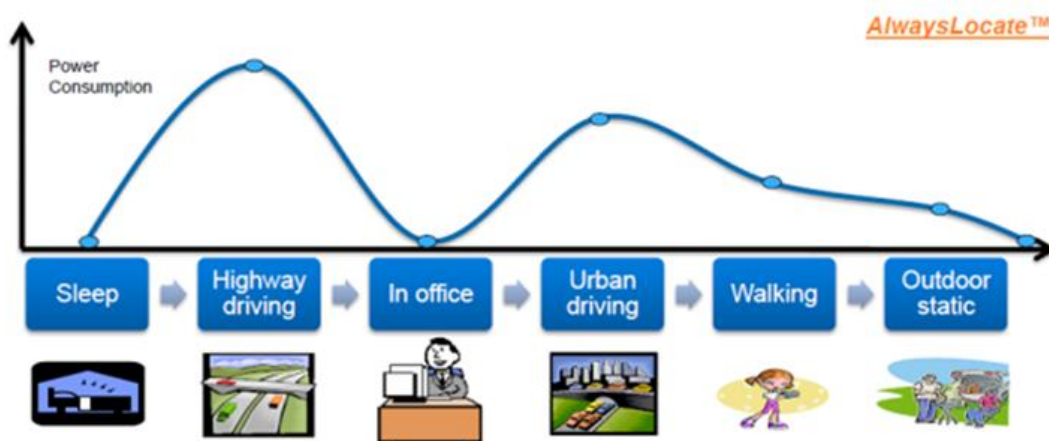 AlwaysLocate™
Power
Consumption
Sleep
Highway
driving
In office
Urban
driving
Walking
Outdoor
static